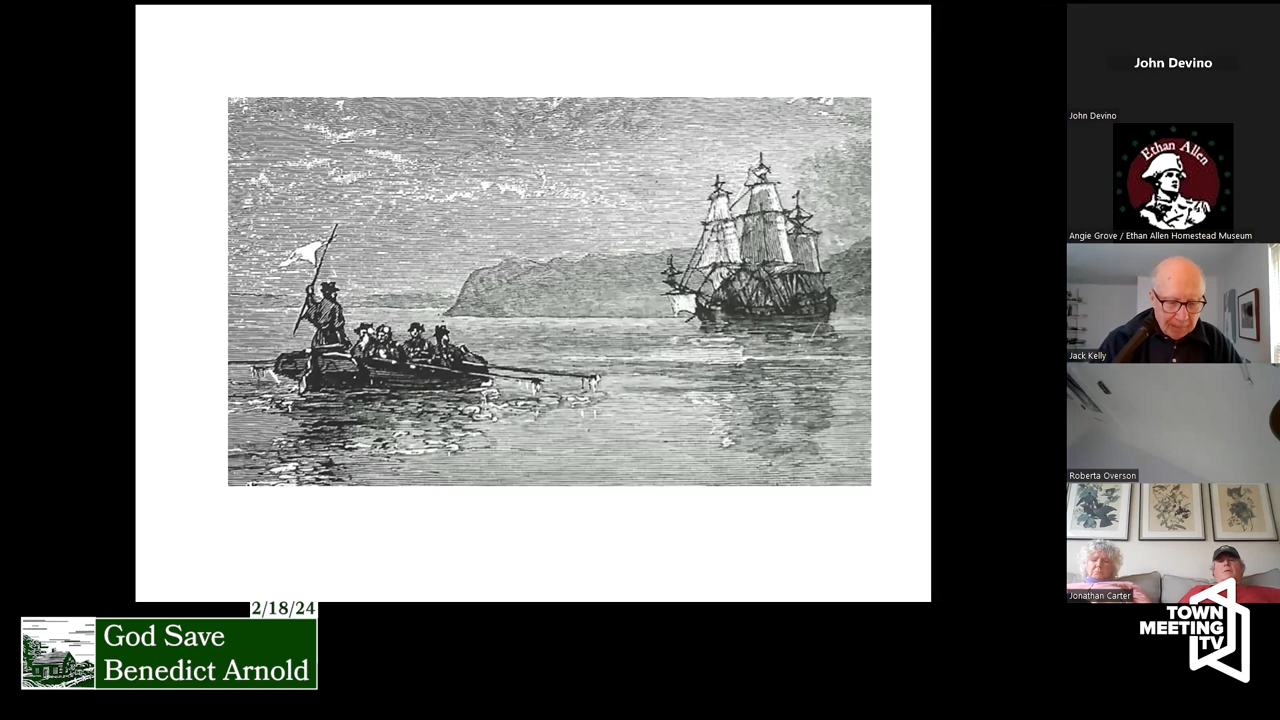 John Devino
John Devino
Ethan Allen
Angie Grove / Ethan Allen Homestead Museum
Jack Kelly
Roberta Overson
Jonathan Carter
2/18/24
God Save
Benedict Arnold
TOWN
MEETING
TV